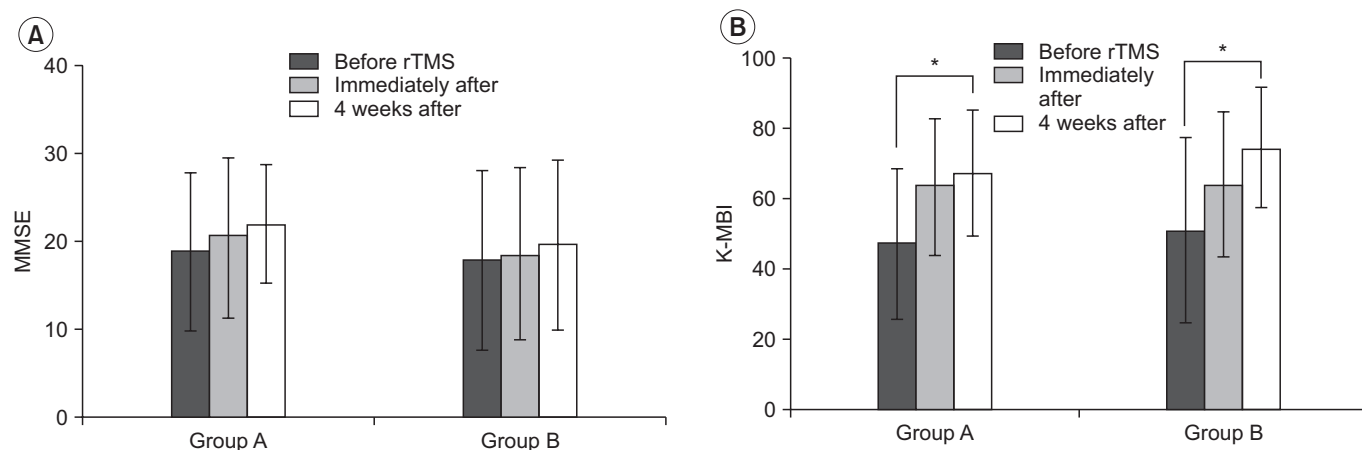 A
Before rTMS
Immediately after
4 weeks after
40
30
20
10
0
MMSE
Group A
Group B
B
Before rTMS
Immediately
after
4 weeks after
100
80
60
40
20
0
K-MBI
*
*
Group A
Group B